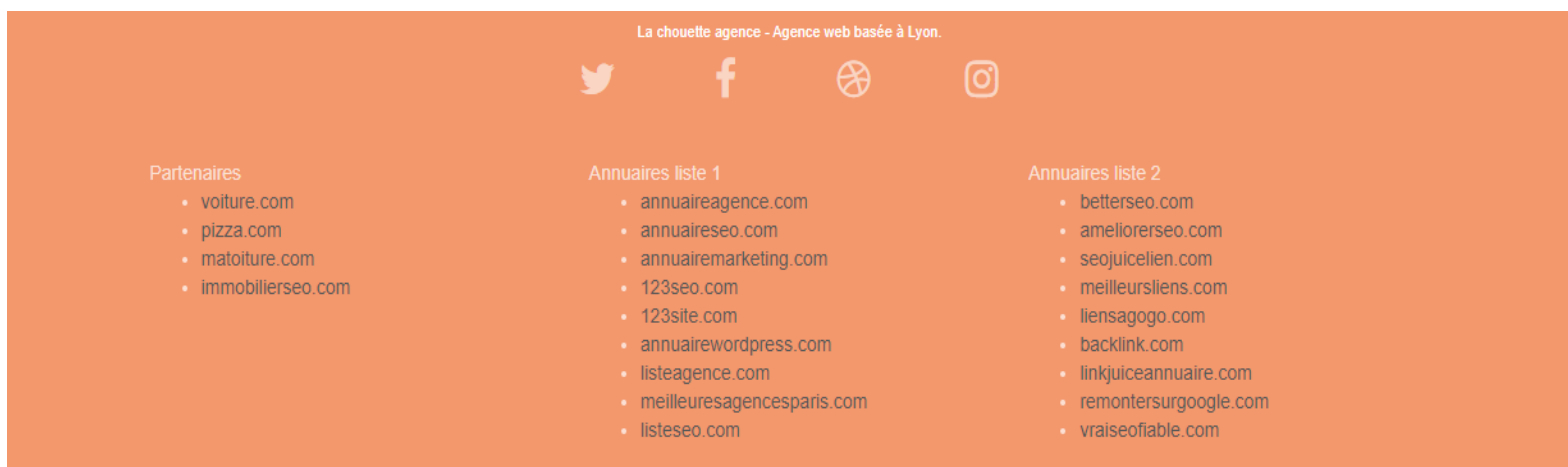 La chouette agence - Agence web basée à Lyon.
Partenaires
voiture.com
pizza.com
matoiture.com
immobilierseo.com
Annuaires liste 1
annuaireagence.com
annuaireseo.com
annuairemarketing.com
123seo.com
123site.com
annuairewordpress.com
listeagence.com
meilleuresagencesparis.com
listeseo.com
Annuaires liste 2
betterseo.com
ameliorerseo.com
seojuicelien.com
meilleursliens.com
liensagogo.com
backlink.com
linkjuiceannuaire.com
remontersurgoogle.com
vraiseofiable.com